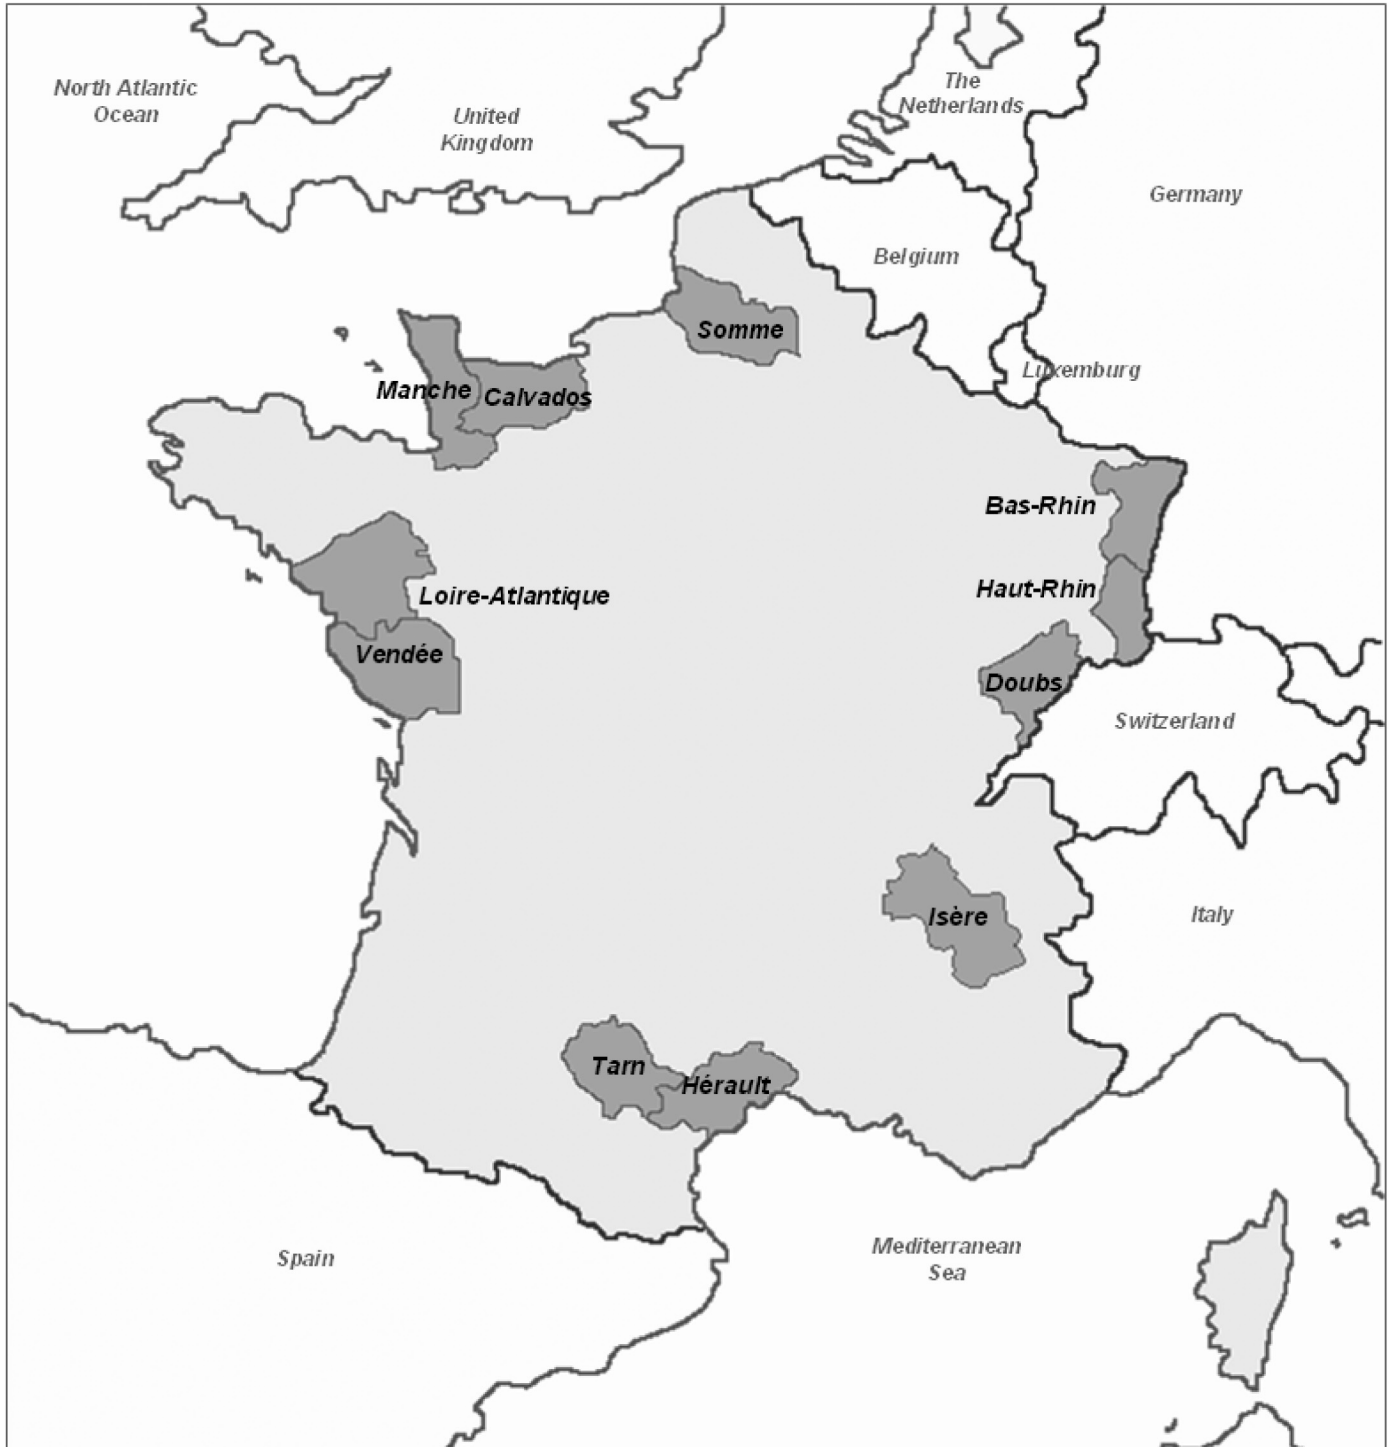 North Atlantic
Ocean
United
Kingdom
The
Netherlands
Germany
Belgium
Somme
Luxemburg
Manche
Calvados
Bas-Rhin
Haut-Rhin
Loire-Atlantique
Vendée
Doubs
Switzerland
Isère
Italy
Tarn
Hérault
Spain
Mediterranean
Sea